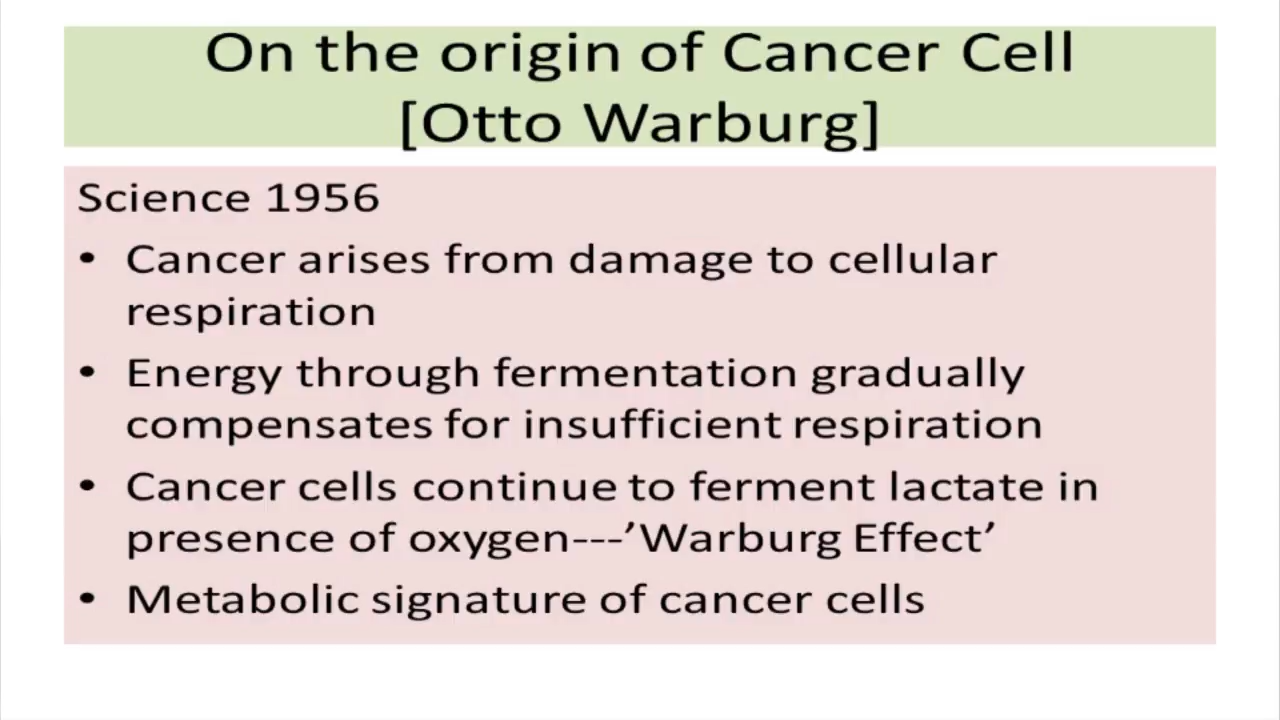 On the origin of Cancer Cell
[Otto Warburg]
Science 1956
• Cancer arises from damage to cellular
respiration
• Energy through fermentation gradually
compensates for insufficient respiration
• Cancer cells continue to ferment lactate in
presence of oxygen---’Warburg Effect’
• Metabolic signature of cancer cells